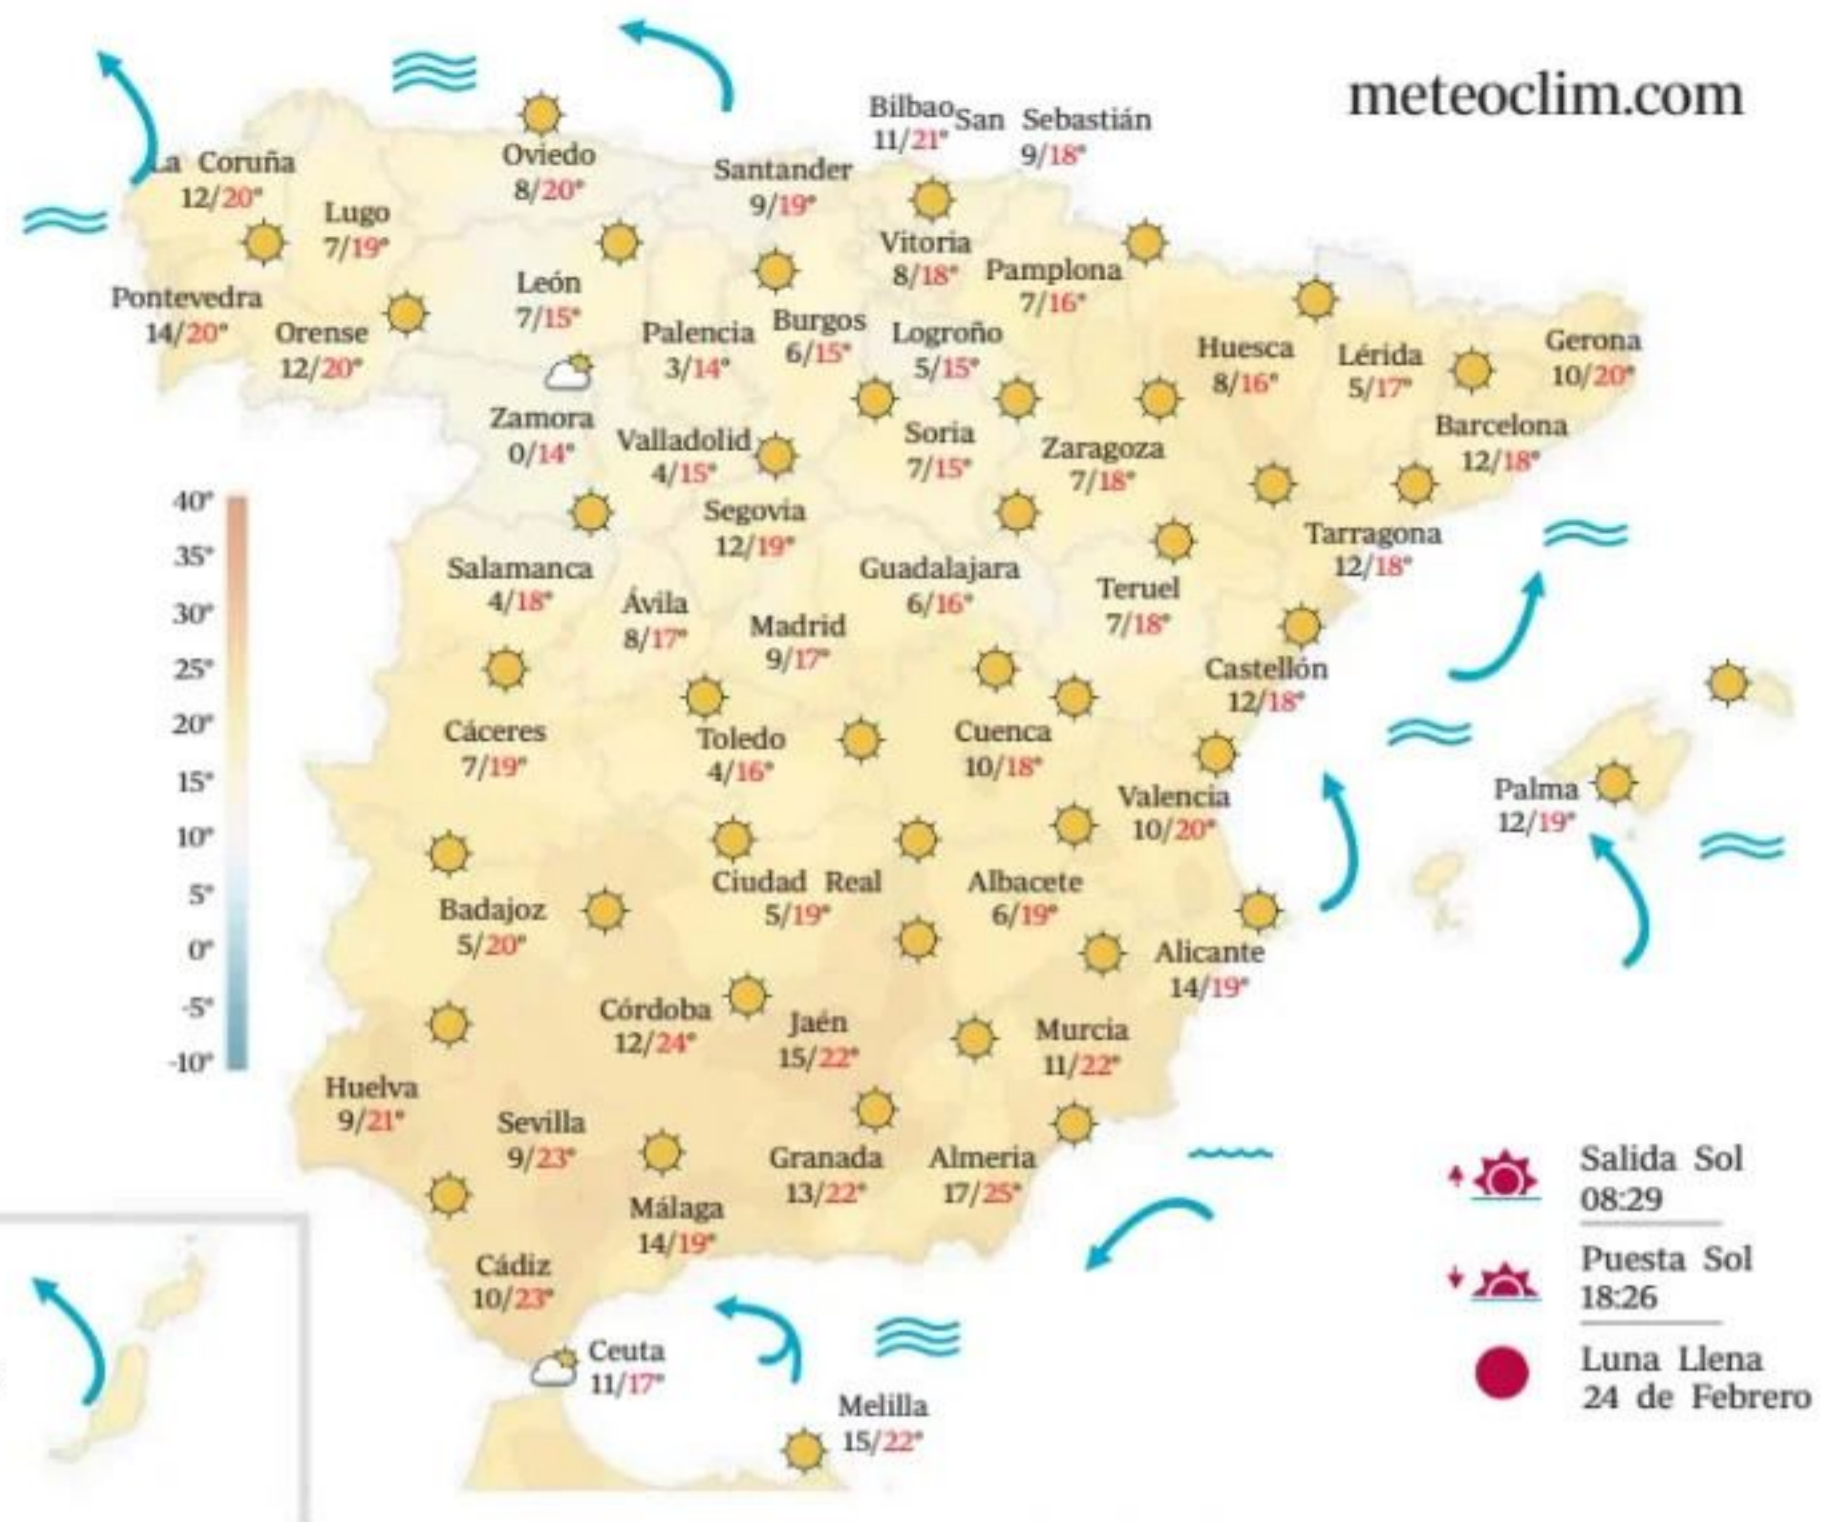 meteoclim.com
La Coruña
12/20°
Lugo
7/19°
Oviedo
8/20°
Santander
9/19°
Bilbao
11/21°
San Sebastián
9/18°
Vitoria
8/18°
Pamplona
7/16°
Pontevedra
14/20°
Orense
12/20°
León
7/15°
Palencia
3/14°
Burgos
6/15°
Logroño
5/15°
Huesca
8/16°
Lérida
5/17°
Gerona
10/20°
Zamora
0/14°
Valladolid
4/15°
Soria
7/15°
Zaragoza
7/18°
Barcelona
12/18°
Segovia
12/19°
Tarragona
12/18°
Salamanca
4/18°
Ávila
8/17°
Madrid
9/17°
Guadalajara
6/16°
Teruel
7/18°
Castellón
12/18°
Cáceres
7/19°
Toledo
4/16°
Cuenca
10/18°
Valencia
10/20°
Palma
12/19°
Badajoz
5/20°
Ciudad Real
5/19°
Albacete
6/19°
Alicante
14/19°
Córdoba
12/24°
Jaén
15/22°
Murcia
11/22°
Huelva
9/21°
Sevilla
9/23°
Granada
13/22°
Almeria
17/25°
Málaga
14/19°
Cádiz
10/23°
Ceuta
11/17°
Melilla
15/22°
40°
35°
30°
25°
20°
15°
10°
5°
0°
-5°
-10°
Salida Sol
08:29
Puesta Sol
18:26
Luna Llena
24 de Febrero